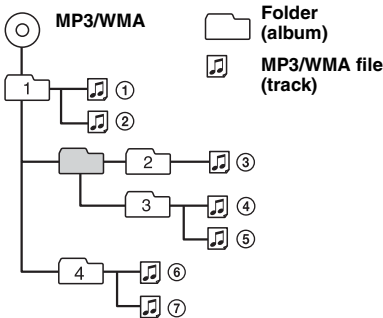 MP3/WMA
Folder
(album)
MP3/WMA file
(track)
1
①
②
2
③
3
④
⑤
4
⑥
⑦